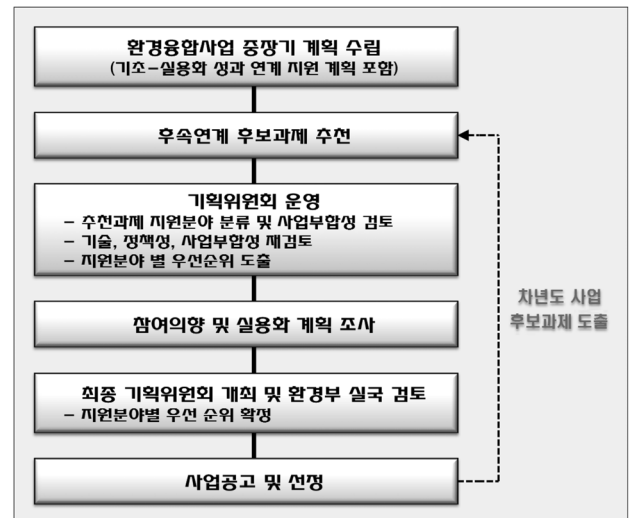 환경융합사업 중장기 계획 수립
(기초-실용화 성과 연계 지원 계획 포함)
후속연계 후보과제 추천
기획위원회 운영
- 추천과제 지원분야 분류 및 사업부합성 검토
- 기술, 정책성, 사업부합성 재검토
- 지원분야 별 우선순위 도출
참여의향 및 실용화 계획 조사
최종 기획위원회 개최 및 환경부 실국 검토
- 지원분야별 우선 순위 확정
사업공고 및 선정
차년도 사업
후보과제 도출